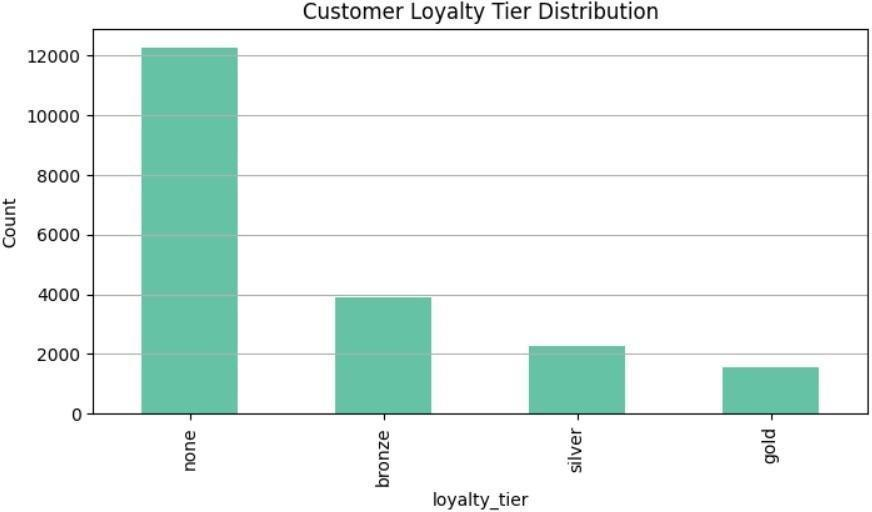 Customer Loyalty Tier Distribution
12000
10000
8000
6000
4000
2000
0
Count
none
bronze
silver
gold
loyalty_tier